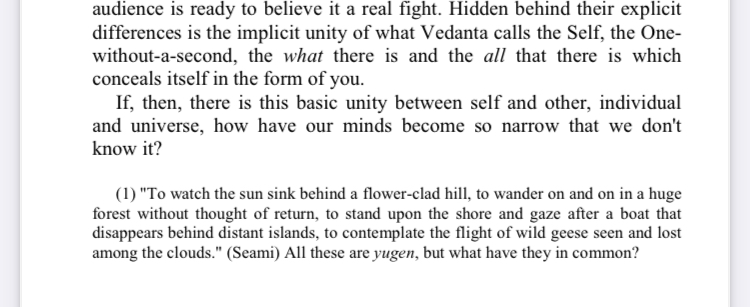 audience is ready to believe it a real fight. Hidden behind their explicit
differences is the implicit unity of what Vedanta calls the Self, the One-
without-a-second, the what there is and the all that there is which
conceals itself in the form of you.
If, then, there is this basic unity between self and other, individual
and universe, how have our minds become so narrow that we don't
know it?
(1) "To watch the sun sink behind a flower-clad hill, to wander on and on in a huge
forest without thought of return, to stand upon the shore and gaze after a boat that
disappears behind distant islands, to contemplate the flight of wild geese seen and lost
among the clouds." (Seami) All these are yugen, but what have they in common?